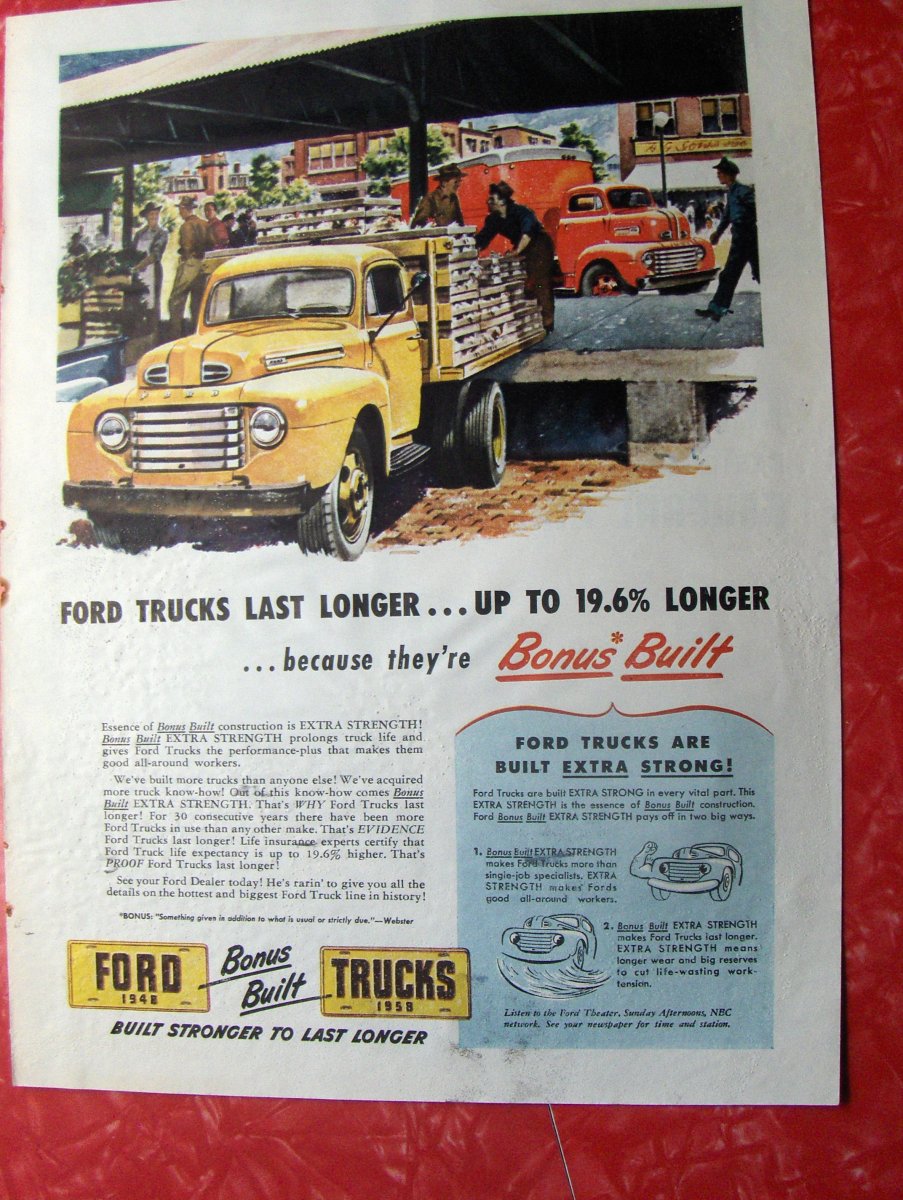 & Sons Inc
FORD
FORD TRUCKS LAST LONGER...UP TO 19.6% LONGER
...because they're Bonus* Built
Essence of Bonus Built construction is EXTRA STRENGTH!
Bonus Built EXTRA STRENGTH prolongs truck life and
gives Ford Trucks the performance-plus that makes them
good all-around workers.
We've built more trucks than anyone else! We've acquired
more truck know-how! Out of this know-how comes Bonus
Built EXTRA STRENGTH. That's WHY Ford Trucks last
longer! For 30 consecutive years there have been more
Ford Trucks in use than any other make. That's EVIDENCE
Ford Trucks last longer! Life insurance experts certify that
Ford Truck life expectancy is up to 19.6% higher. That's
PROOF Ford Trucks last longer!
See your Ford Dealer today! He's rarin' to give you all the
details on the hottest and biggest Ford Truck line in history!
*BONUS: "Something given in addition to what is usual or strictly due."—Webster
FORD
1948
Bonus
Built
TRUCKS
1958
BUILT STRONGER TO LAST LONGER
FORD TRUCKS ARE
BUILT EXTRA STRONG!
Ford Trucks are built EXTRA STRONG in every vital part. This
EXTRA STRENGTH is the essence of Bonus Built construction.
Ford Bonus Built EXTRA STRENGTH pays off in two big ways.
1. Bonus Built EXTRA STRENGTH
makes Ford Trucks more than
single-job specialists. EXTRA
STRENGTH makes Fords
good all-around workers.
2. Bonus Built EXTRA STRENGTH
makes Ford Trucks last longer.
EXTRA STRENGTH means
longer wear and big reserves
to cut life-wasting work-
tension.
Listen to the Ford Theater, Sunday Afternoons, NBC
network. See your newspaper for time and station.